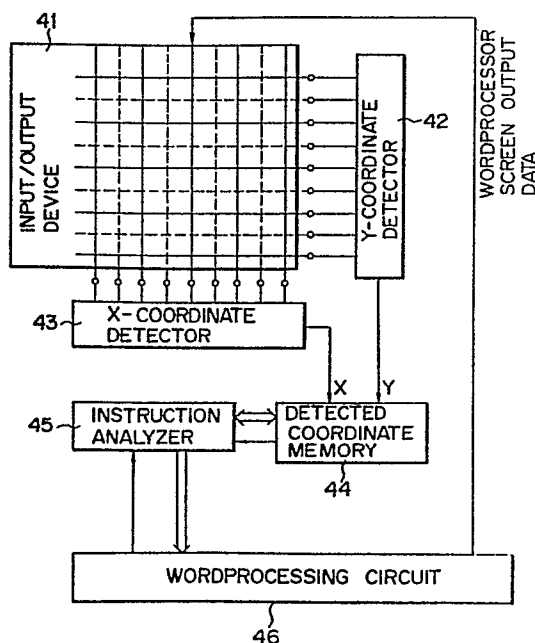 41
INPUT/OUTPUT
DEVICE
42
Y-COORDINATE
DETECTOR
WORDPROCESSOR
SCREEN OUTPUT
DATA
43
X-COORDINATE
DETECTOR
X
Y
45
INSTRUCTION
ANALYZER
DETECTED
COORDINATE
MEMORY
44
WORDPROCESSING CIRCUIT
46